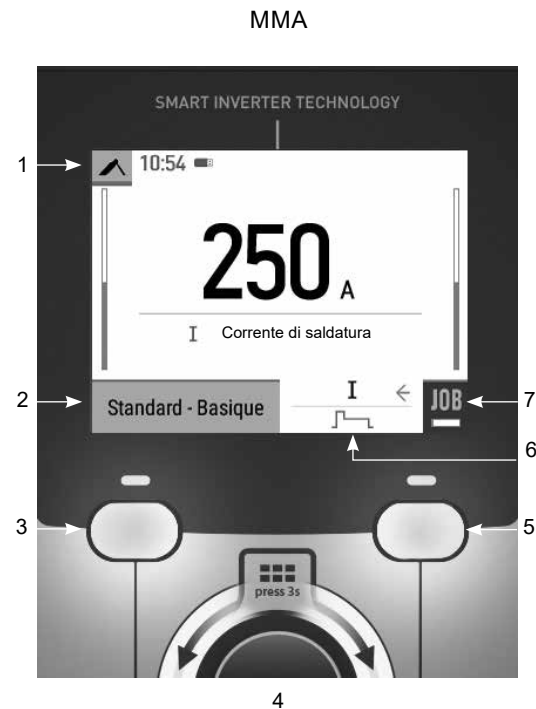 MMA
SMART INVERTER TECHNOLOGY
1
10:54
250 A
I Corrente di saldatura
2
Standard - Basique
I
JOB
7
6
3
5
press 3s
4